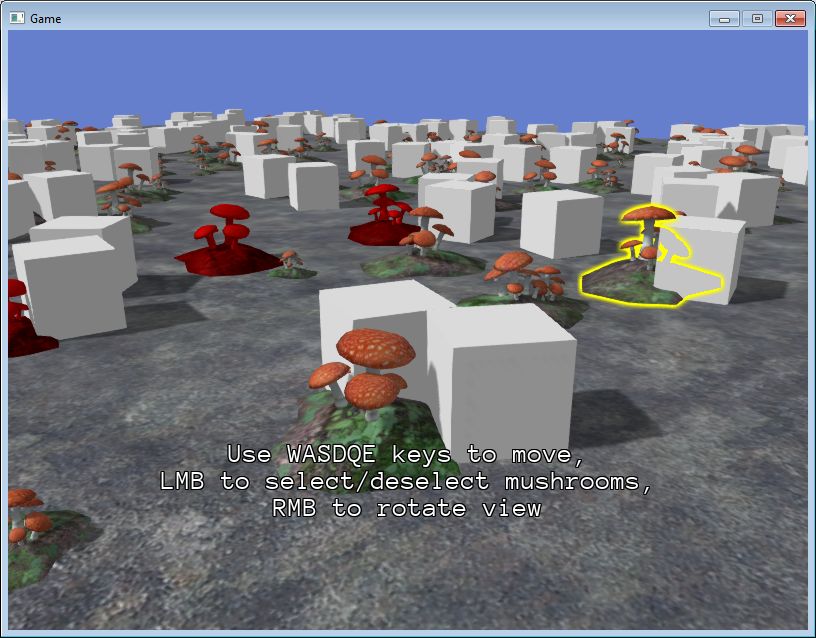 Game
Use WASDQE keys to move,
LMB to select/deselect mushrooms,
RMB to rotate view